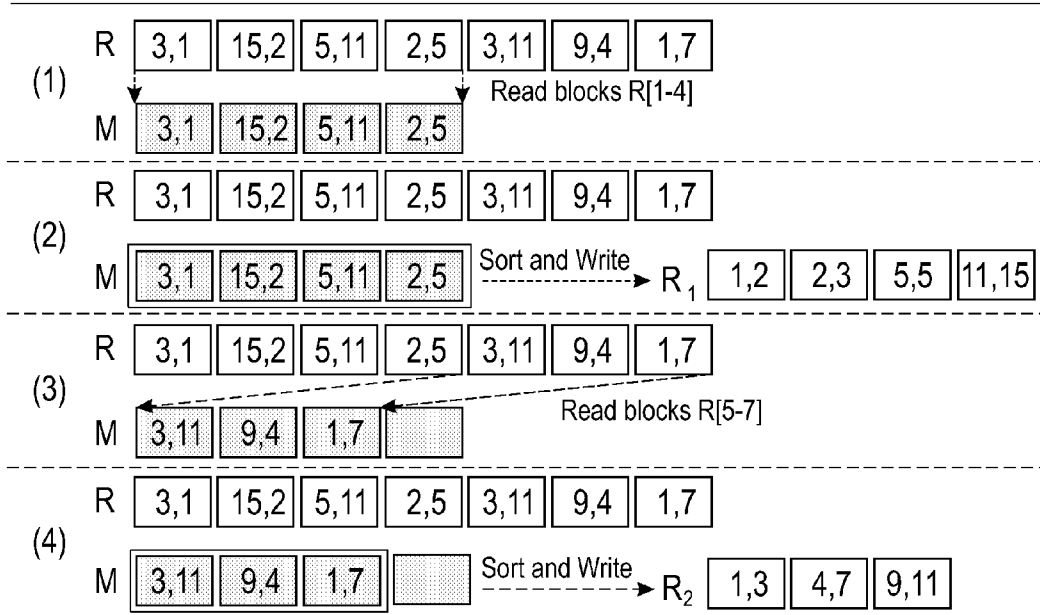 R 3,1 15,2 5,11 2,5 3,11 9,4 1,7
(1)
Read blocks R[1-4]
M 3,1 15,2 5,11 2,5
R 3,1 15,2 5,11 2,5 3,11 9,4 1,7
(2)
M 3,1 15,2 5,11 2,5 Sort and Write R1 1,2 2,3 5,5 11,15
R 3,1 15,2 5,11 2,5 3,11 9,4 1,7
(3)
M 3,11 9,4 1,7 Read blocks R[5-7]
R 3,1 15,2 5,11 2,5 3,11 9,4 1,7
(4)
M 3,11 9,4 1,7 Sort and Write R2 1,3 4,7 9,11